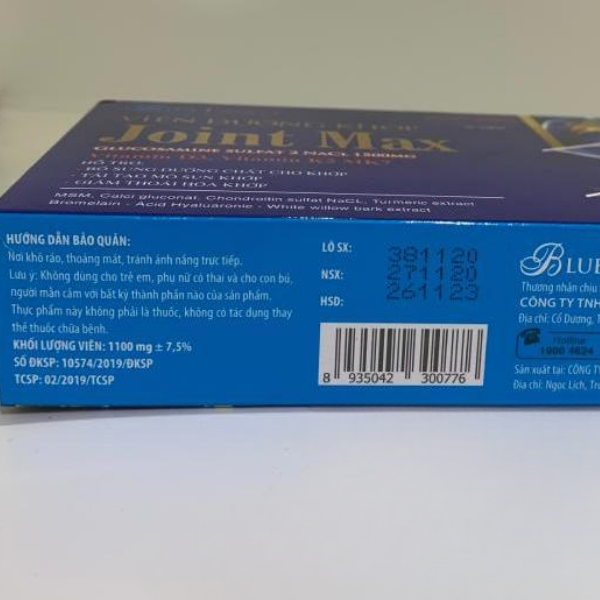 VIÊN DƯỠNG KHỚP
Joint Max
GLUCOSAMINE SULFAT 2 NACL 1500MG
Vitamin D3, Vitamin K2 MK7
HỖ TRỢ:
- BỔ SUNG DƯỠNG CHẤT CHO KHỚP
- TÁI TẠO MÔ SỤN KHỚP
- GIẢM THOÁI HÓA KHỚP
MSM, Calci gluconat, Chondroitin sulfat NaCL, Turmeric extract
Bromelain - Acid Hyaluronic - White willow bark extract
HƯỚNG DẪN BẢO QUẢN:
Nơi khô ráo, thoáng mát, tránh ánh nắng trực tiếp.
Lưu ý: Không dùng cho trẻ em, phụ nữ có thai và cho con bú,
người mẫn cảm với bất kỳ thành phần nào của sản phẩm.
Thực phẩm này không phải là thuốc, không có tác dụng thay
thế thuốc chữa bệnh.
KHỐI LƯỢNG VIÊN: 1100 mg ± 7,5%
SỐ ĐKSP: 10574/2019/ĐKSP
TCSP: 02/2019/TCSP
LÔ SX: 381120
NSX: 271120
HSD: 261123
8 935042 300776
BLUE
Thương nhân chịu
CÔNG TY TNH
Địa chỉ: Cổ Dương, T
Hotline
1900 4624
Sản xuất tại: CÔNG T
Địa chỉ: Ngọc Lịch, Trư